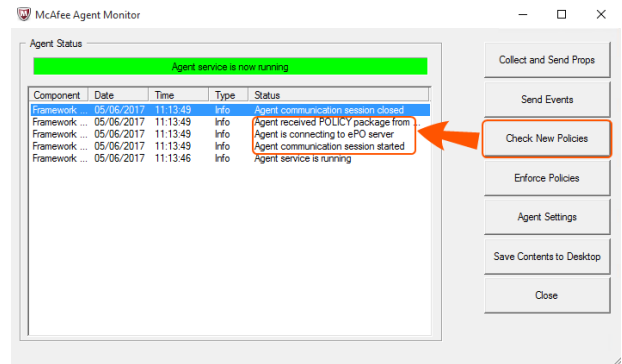 McAfee Agent Monitor
Agent Status
Agent service is now running
Component Date Time Type Status
Framework ... 05/06/2017 11:13:49 Info Agent communication session closed
Framework ... 05/06/2017 11:13:49 Info Agent received POLICY package from ...
Framework ... 05/06/2017 11:13:49 Info Agent is connecting to ePO server
Framework ... 05/06/2017 11:13:49 Info Agent communication session started
Framework ... 05/06/2017 11:13:46 Info Agent service is running
Collect and Send Props
Send Events
Check New Policies
Enforce Policies
Agent Settings
Save Contents to Desktop
Close